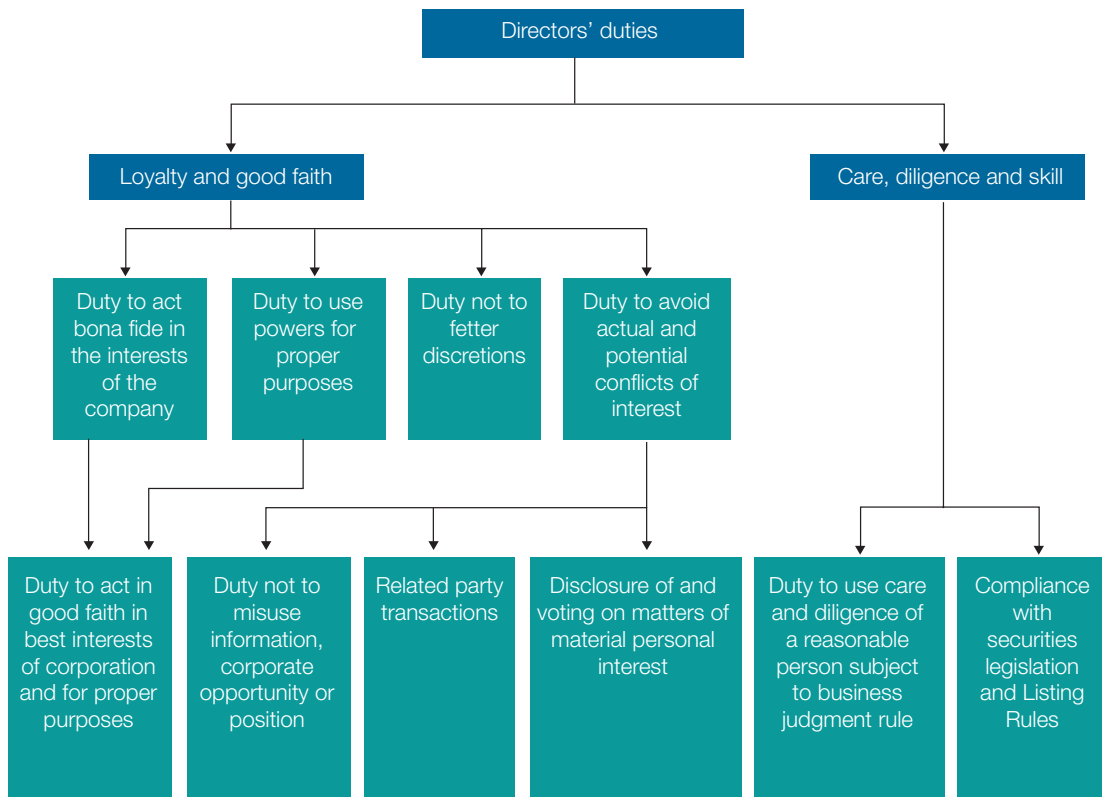 Directors’ duties
Loyalty and good faith
Care, diligence and skill
Duty to act
bona fide in
the interests
of the
company
Duty to use
powers for
proper
purposes
Duty not to
fetter
discretions
Duty to avoid
actual and
potential
conflicts of
interest
Duty to act in
good faith in
best interests
of corporation
and for proper
purposes
Duty not to
misuse
information,
corporate
opportunity or
position
Related party
transactions
Disclosure of and
voting on matters of
material personal
interest
Duty to use care
and diligence of
a reasonable
person subject
to business
judgment rule
Compliance
with
securities
legislation
and Listing
Rules